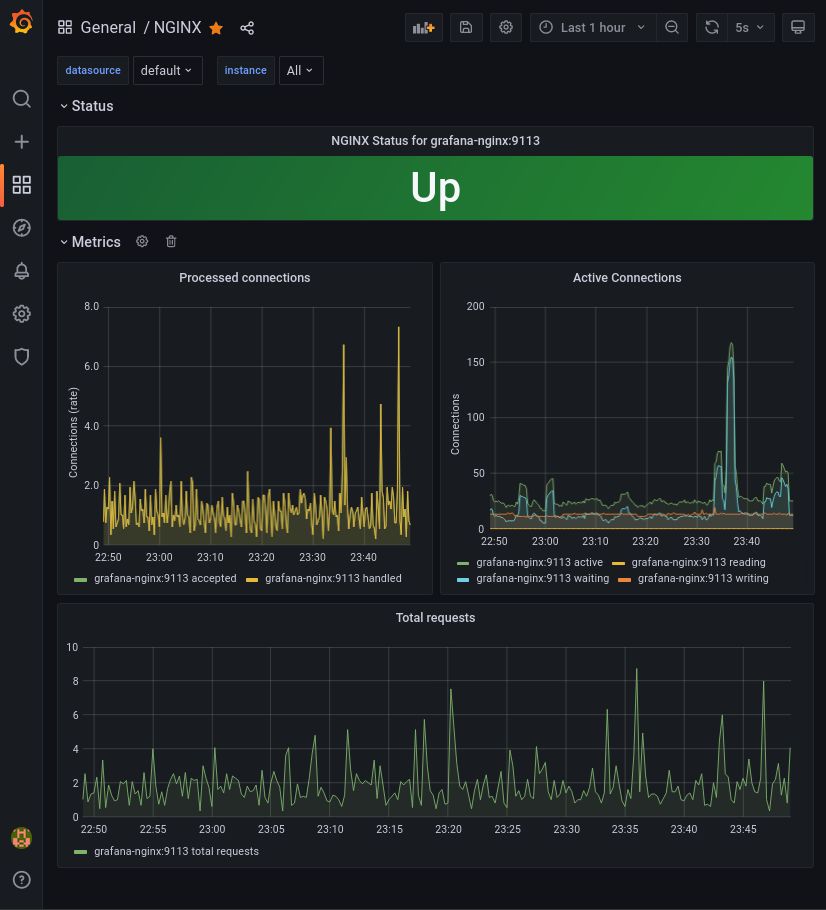 General / NGINX
Last 1 hour
5s
datasource default instance All
Status
NGINX Status for grafana-nginx:9113
Up
Metrics
Processed connections
8.0
6.0
4.0
2.0
0
Connections (rate)
22:50 23:00 23:10 23:20 23:30 23:40
grafana-nginx:9113 accepted grafana-nginx:9113 handled
Active Connections
200
150
100
50
0
Connections
22:50 23:00 23:10 23:20 23:30 23:40
grafana-nginx:9113 active grafana-nginx:9113 reading
grafana-nginx:9113 waiting grafana-nginx:9113 writing
Total requests
10
8
6
4
2
0
22:50 22:55 23:00 23:05 23:10 23:15 23:20 23:25 23:30 23:35 23:40 23:45
grafana-nginx:9113 total requests